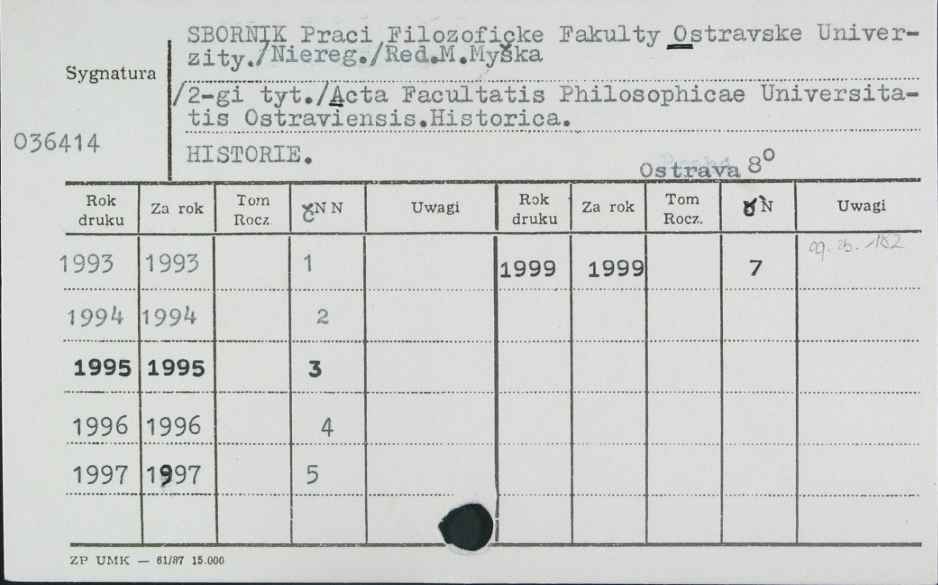 SBORNIK Praci Filozoficke Fakulty Ostravske Univer-
zity./Niereg./Red.M.Myška
Sygnatura
/2-gi tyt./Acta Facultatis Philosophicae Universita-
tis Ostraviensis.Historica.
036414
HISTORIE.
Ostrava 8°
Rok druku Za rok Tom Rocz. NN Uwagi Rok druku Za rok Tom Rocz. N Uwagi
1993 1993 1 1999 1999 7
1994 1994 2
1995 1995 3
1996 1996 4
1997 1997 5
ZP UMK — 61/87 15.000